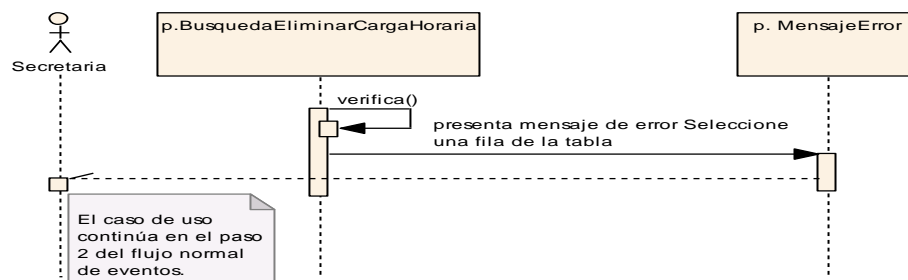 p.BusquedaEliminarCargaHoraria
p. MensajeError
Secretaria
verifica()
presenta mensaje de error Seleccione
una fila de la tabla
El caso de uso
continúa en el paso
2 del flujo normal
de eventos.